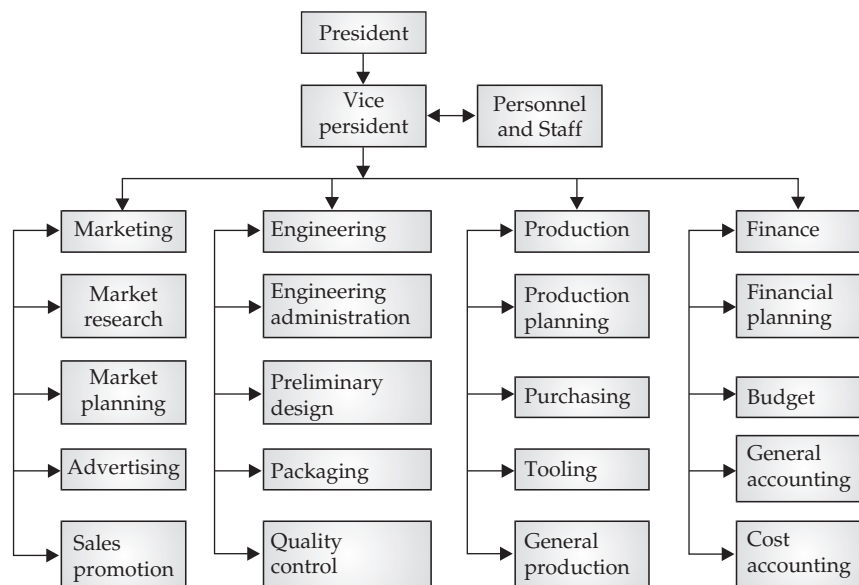 President
Vice
persident
Personnel
and Staff
Marketing
Engineering
Production
Finance
Market
research
Engineering
administration
Production
planning
Financial
planning
Market
planning
Preliminary
design
Purchasing
Budget
Advertising
Packaging
Tooling
General
accounting
Sales
promotion
Quality
control
General
production
Cost
accounting